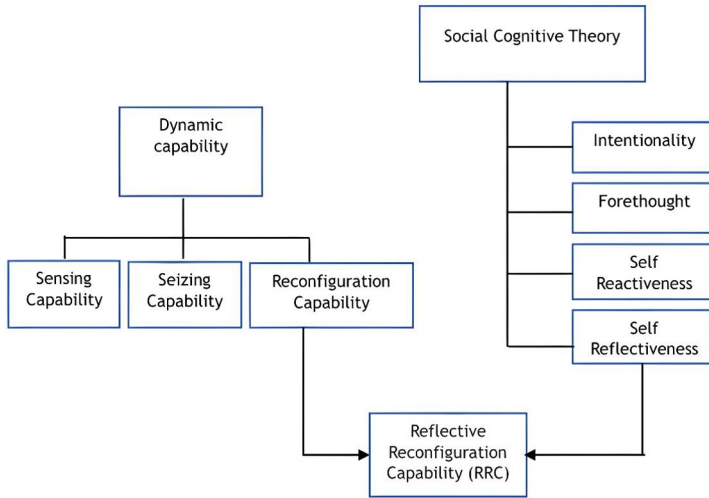 Social Cognitive Theory
Dynamic
capability
Intentionality
Forethought
Sensing
Capability
Seizing
Capability
Reconfiguration
Capability
Self
Reactiveness
Self
Reflectiveness
Reflective
Reconfiguration
Capability (RRC)